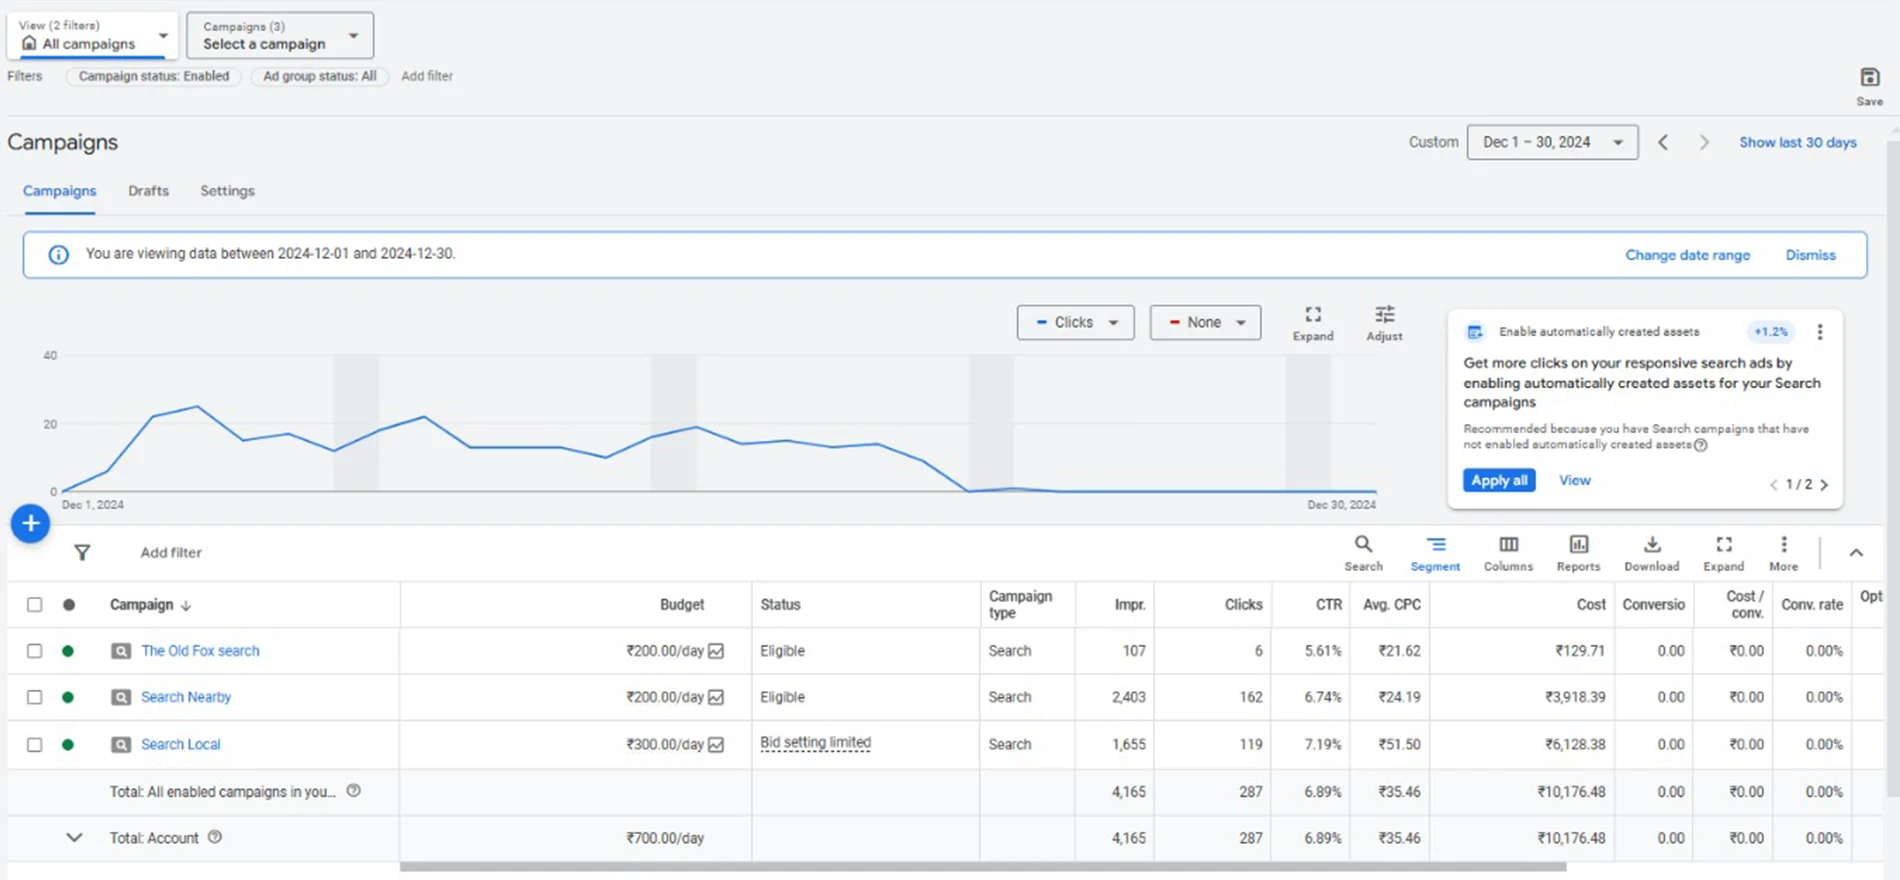 View (2 filters)
All campaigns
Campaigns (3)
Select a campaign
Filters
Campaign status: Enabled
Ad group status: All
Add filter
Save
Campaigns
Custom
Dec 1 – 30, 2024
Show last 30 days
Campaigns
Drafts
Settings
You are viewing data between 2024-12-01 and 2024-12-30.
Change date range
Dismiss
Clicks
None
Expand
Adjust
40
20
0
Dec 1, 2024
Dec 30, 2024
Enable automatically created assets
+1.2%
Get more clicks on your responsive search ads by
enabling automatically created assets for your Search
campaigns
Recommended because you have Search campaigns that have
not enabled automatically created assets
Apply all
View
1 / 2
Add filter
Search
Segment
Columns
Reports
Download
Expand
More
Campaign Budget Status Campaign type Impr. Clicks CTR Avg. CPC Cost Conversio Cost / conv. Conv. rate Opt
The Old Fox search ₹200.00/day Eligible Search 107 6 5.61% ₹21.62 ₹129.71 0.00 ₹0.00 0.00%
Search Nearby ₹200.00/day Eligible Search 2,403 162 6.74% ₹24.19 ₹3,918.39 0.00 ₹0.00 0.00%
Search Local ₹300.00/day Bid setting limited Search 1,655 119 7.19% ₹51.50 ₹6,128.38 0.00 ₹0.00 0.00%
Total: All enabled campaigns in you... 4,165 287 6.89% ₹35.46 ₹10,176.48 0.00 ₹0.00 0.00%
Total: Account ₹700.00/day 4,165 287 6.89% ₹35.46 ₹10,176.48 0.00 ₹0.00 0.00%